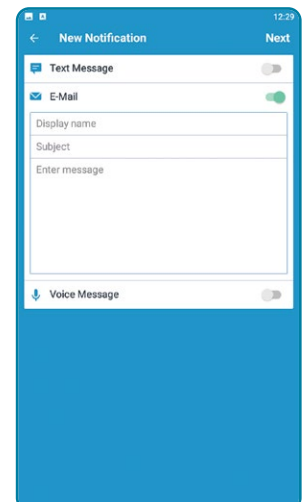 12:29
New Notification Next
Text Message
E-Mail
Display name
Subject
Enter message
Voice Message